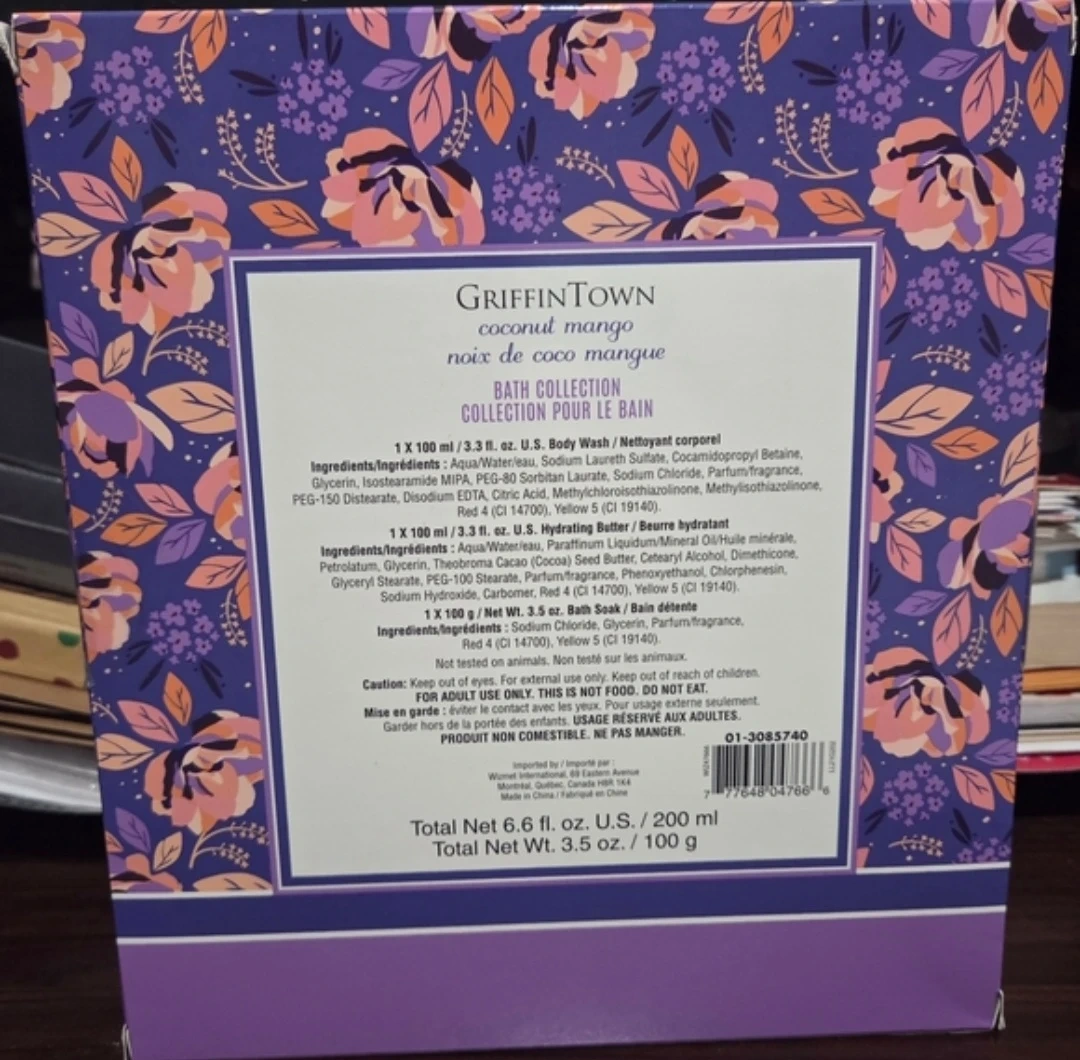 GRIFFINTOWN
coconut mango
noix de coco mangue
BATH COLLECTION
COLLECTION POUR LE BAIN
1 X 100 ml / 3.3 fl. oz. U.S. Body Wash / Nettoyant corporel
Ingredients/Ingrédients : Aqua/Water/eau, Sodium Laureth Sulfate, Cocamidopropyl Betaine,
Glycerin, Isostearamide MIPA, PEG-80 Sorbitan Laurate, Sodium Chloride, Parfum/fragrance,
PEG-150 Distearate, Disodium EDTA, Citric Acid, Methylchloroisothiazolinone, Methylisothiazolinone,
Red 4 (CI 14700), Yellow 5 (CI 19140).
1 X 100 ml / 3.3 fl. oz. U.S. Hydrating Butter / Beurre hydratant
Ingredients/Ingrédients : Aqua/Water/eau, Paraffinum Liquidum/Mineral Oil/Huile minérale,
Petrolatum, Glycerin, Theobroma Cacao (Cocoa) Seed Butter, Cetearyl Alcohol, Dimethicone,
Glyceryl Stearate, PEG-100 Stearate, Parfum/fragrance, Phenoxyethanol, Chlorphenesin,
Sodium Hydroxide, Carbomer, Red 4 (CI 14700), Yellow 5 (CI 19140).
1 X 100 g / Net Wt. 3.5 oz. Bath Soak / Bain détente
Ingredients/Ingrédients : Sodium Chloride, Glycerin, Parfum/fragrance,
Red 4 (CI 14700), Yellow 5 (CI 19140).
Not tested on animals. Non testé sur les animaux.
Caution: Keep out of eyes. For external use only. Keep out of reach of children.
FOR ADULT USE ONLY. THIS IS NOT FOOD. DO NOT EAT.
Mise en garde : éviter le contact avec les yeux. Pour usage externe seulement.
Garder hors de la portée des enfants. USAGE RÉSERVÉ AUX ADULTES.
PRODUIT NON COMESTIBLE. NE PAS MANGER.
01-3085740
7 77648 04766 6
Imported by / Importé par :
International, 69 Eastern Avenue
Montréal, Québec, Canada H8R 1K4
Made in China / Fabriqué en Chine
Total Net 6.6 fl. oz. U.S. / 200 ml
Total Net Wt. 3.5 oz. / 100 g